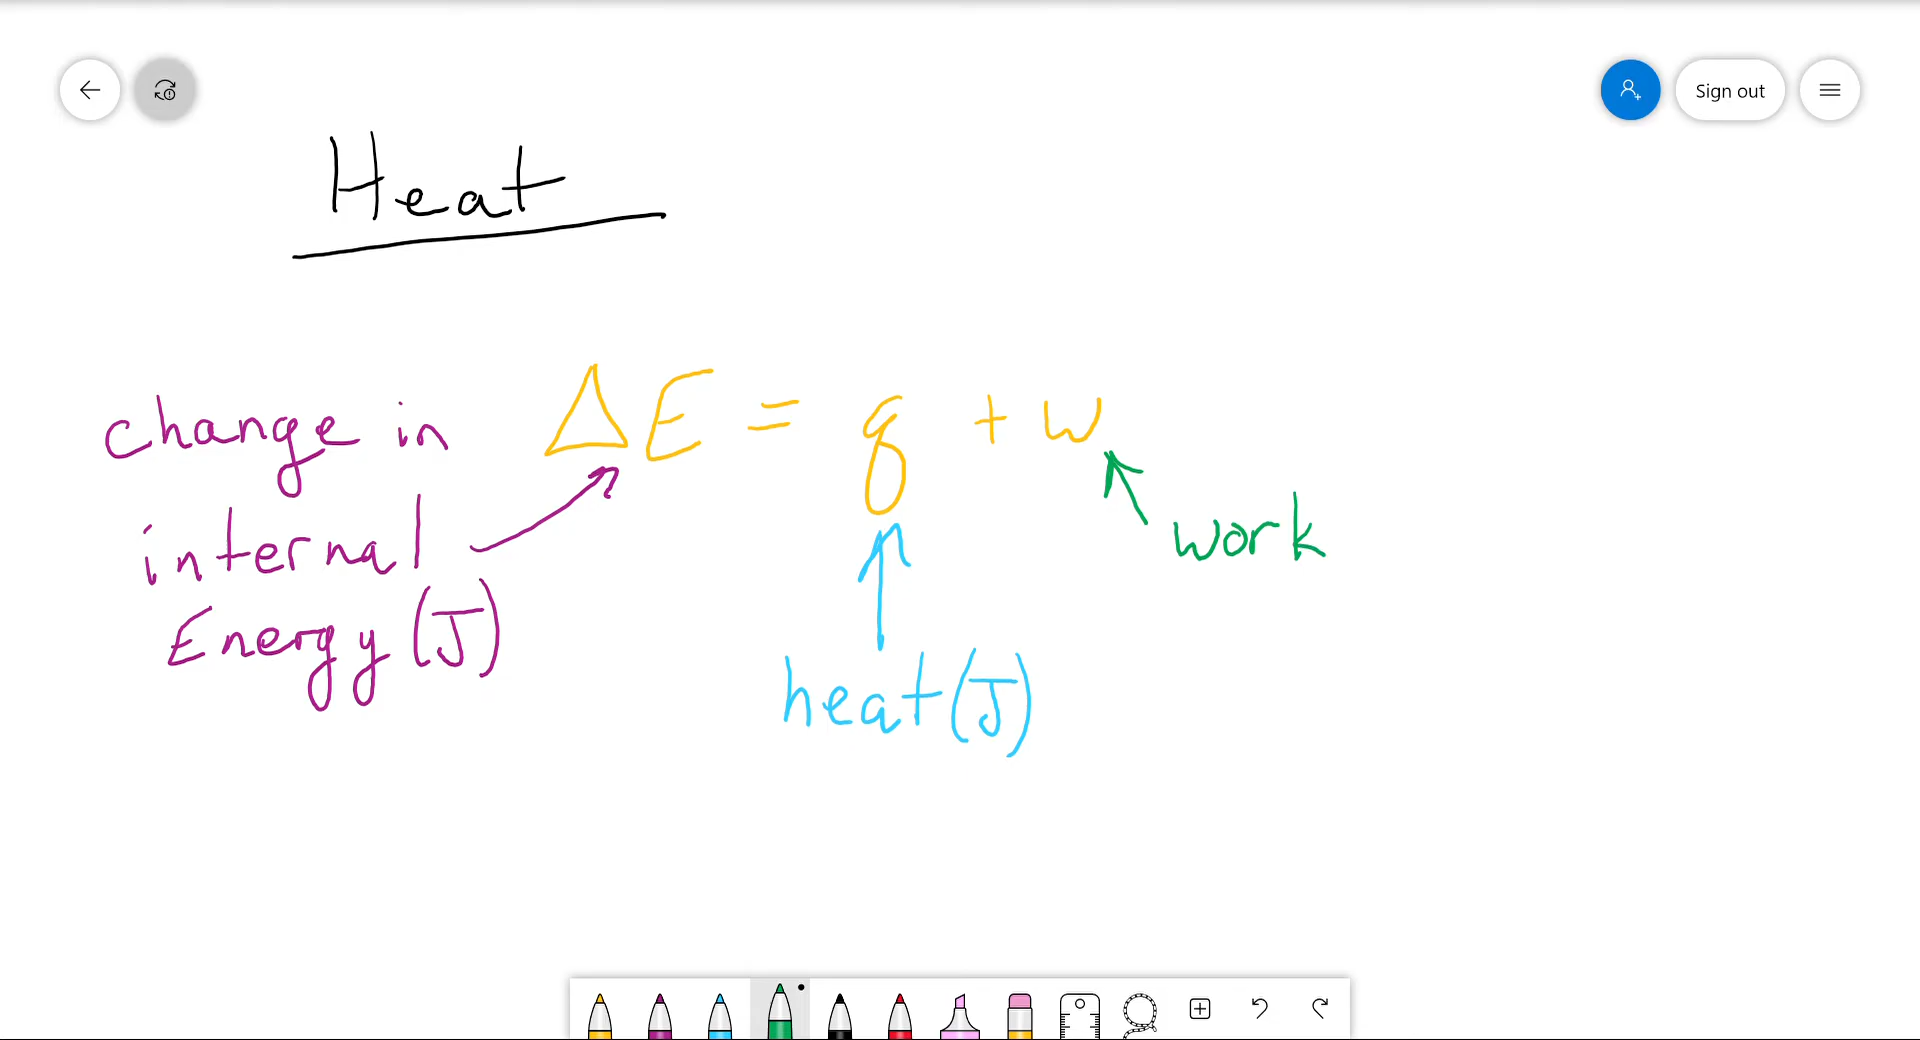 Sign out
Heat
ΔE = q + w
change in
internal
Energy (J)
work
heat (J)